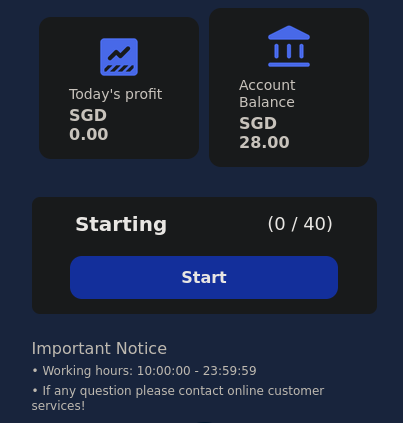 Today's profit
SGD
0.00
Account
Balance
SGD
28.00
Starting
(0 / 40)
Start
Important Notice
• Working hours: 10:00:00 - 23:59:59
• If any question please contact online customer
services!